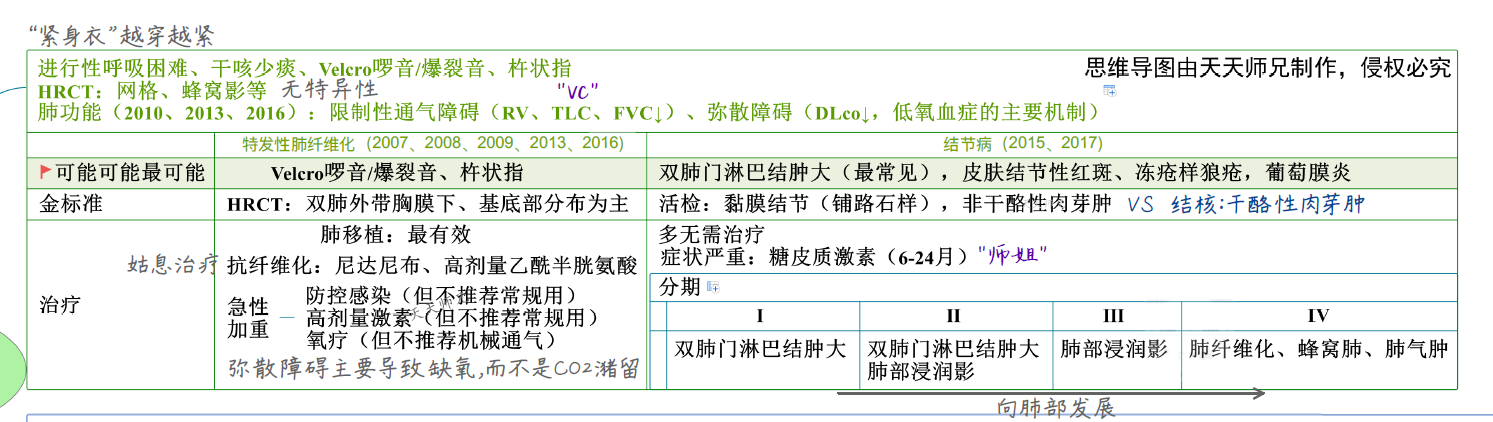 “紧身衣”越穿越紧
进行性呼吸困难、干咳少痰、Velcro啰音/爆裂音、杵状指
思维导图由天天师兄制作，侵权必究
HRCT：网格、蜂窝影等 无特异性 "VC"
肺功能（2010、2013、2016）：限制性通气障碍（RV、TLC、FVC↓）、弥散障碍（DLco↓，低氧血症的主要机制）
特发性肺纤维化（2007、2008、2009、2013、2016） 结节病（2015、2017）
可能可能最可能 Velcro啰音/爆裂音、杵状指 双肺门淋巴结肿大（最常见），皮肤结节性红斑、冻疮样狼疮，葡萄膜炎
金标准 HRCT：双肺外带胸膜下、基底部分布为主 活检：黏膜结节（铺路石样），非干酪性肉芽肿 VS 结核:干酪性肉芽肿
治疗
肺移植：最有效
姑息治疗 抗纤维化：尼达尼布、高剂量乙酰半胱氨酸
急性
加重
防控感染（但不推荐常规用）
高剂量激素（但不推荐常规用）
氧疗（但不推荐机械通气）
弥散障碍主要导致缺氧,而不是CO2潴留
多无需治疗
症状严重：糖皮质激素（6-24月）"师姐"
分期
I II III IV
双肺门淋巴结肿大
双肺门淋巴结肿大
肺部浸润影
肺部浸润影
肺纤维化、蜂窝肺、肺气肿
向肺部发展